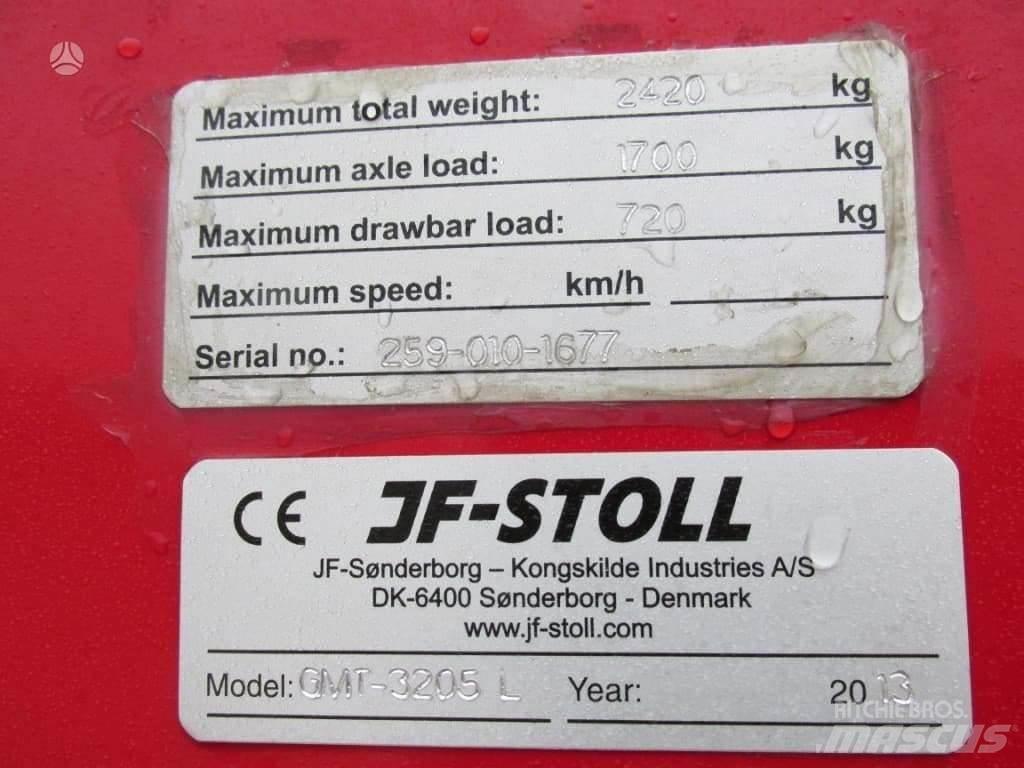 Maximum total weight: 2420 kg
Maximum axle load: 1700 kg
Maximum drawbar load: 720 kg
Maximum speed: km/h
Serial no.: 259-010-1677
CE JF-STOLL
JF-Sønderborg – Kongskilde Industries A/S
DK-6400 Sønderborg - Denmark
www.jf-stoll.com
Model: GMT-3205 L Year: 2013
RITCHIE BROS.
MASCUS